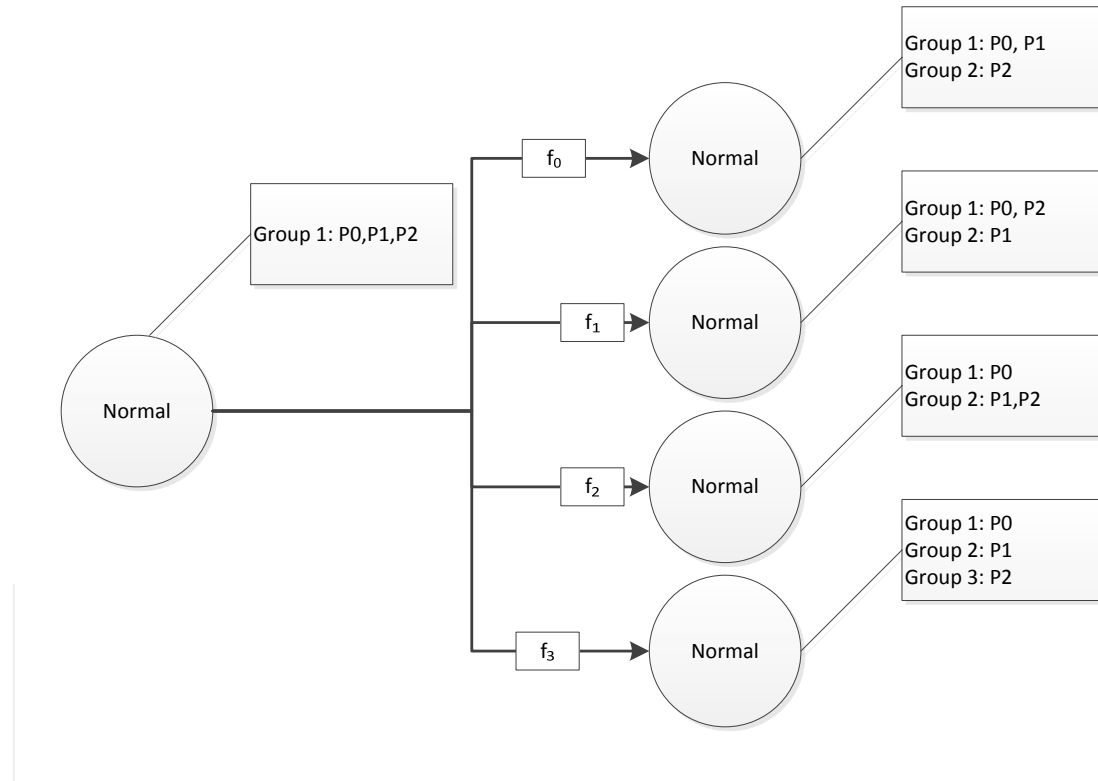 Group 1: P0, P1
Group 2: P2
f₀
Normal
Group 1: P0,P1,P2
Group 1: P0, P2
Group 2: P1
f₁
Normal
Normal
Group 1: P0
Group 2: P1,P2
f₂
Normal
Group 1: P0
Group 2: P1
Group 3: P2
f₃
Normal